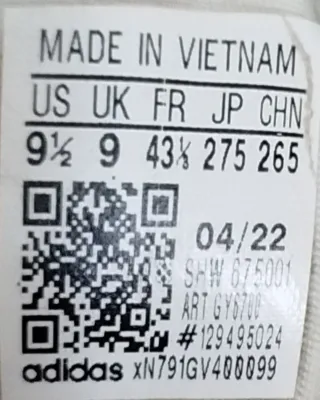 MADE IN VIETNAM
US UK FR JP CHN
9½ 9 43⅓ 275 265
04/22
SHW 675001
ART GY6700
#129495024
adidas xN791GV400099